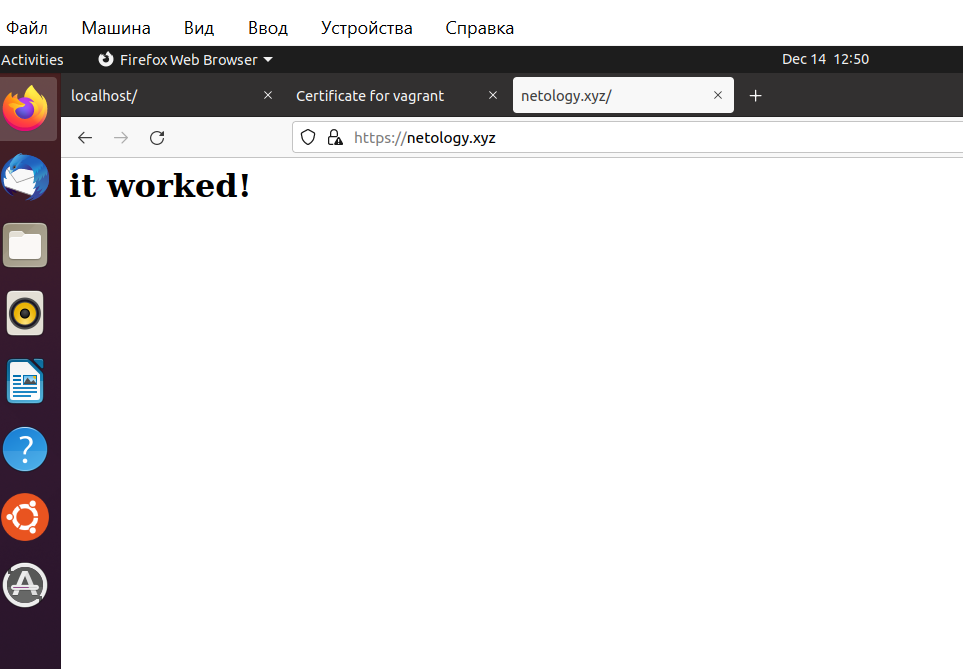 Файл Машина Вид Ввод Устройства Справка
Activities Firefox Web Browser Dec 14 12:50
localhost/ Certificate for vagrant netology.xyz/
https://netology.xyz
it worked!